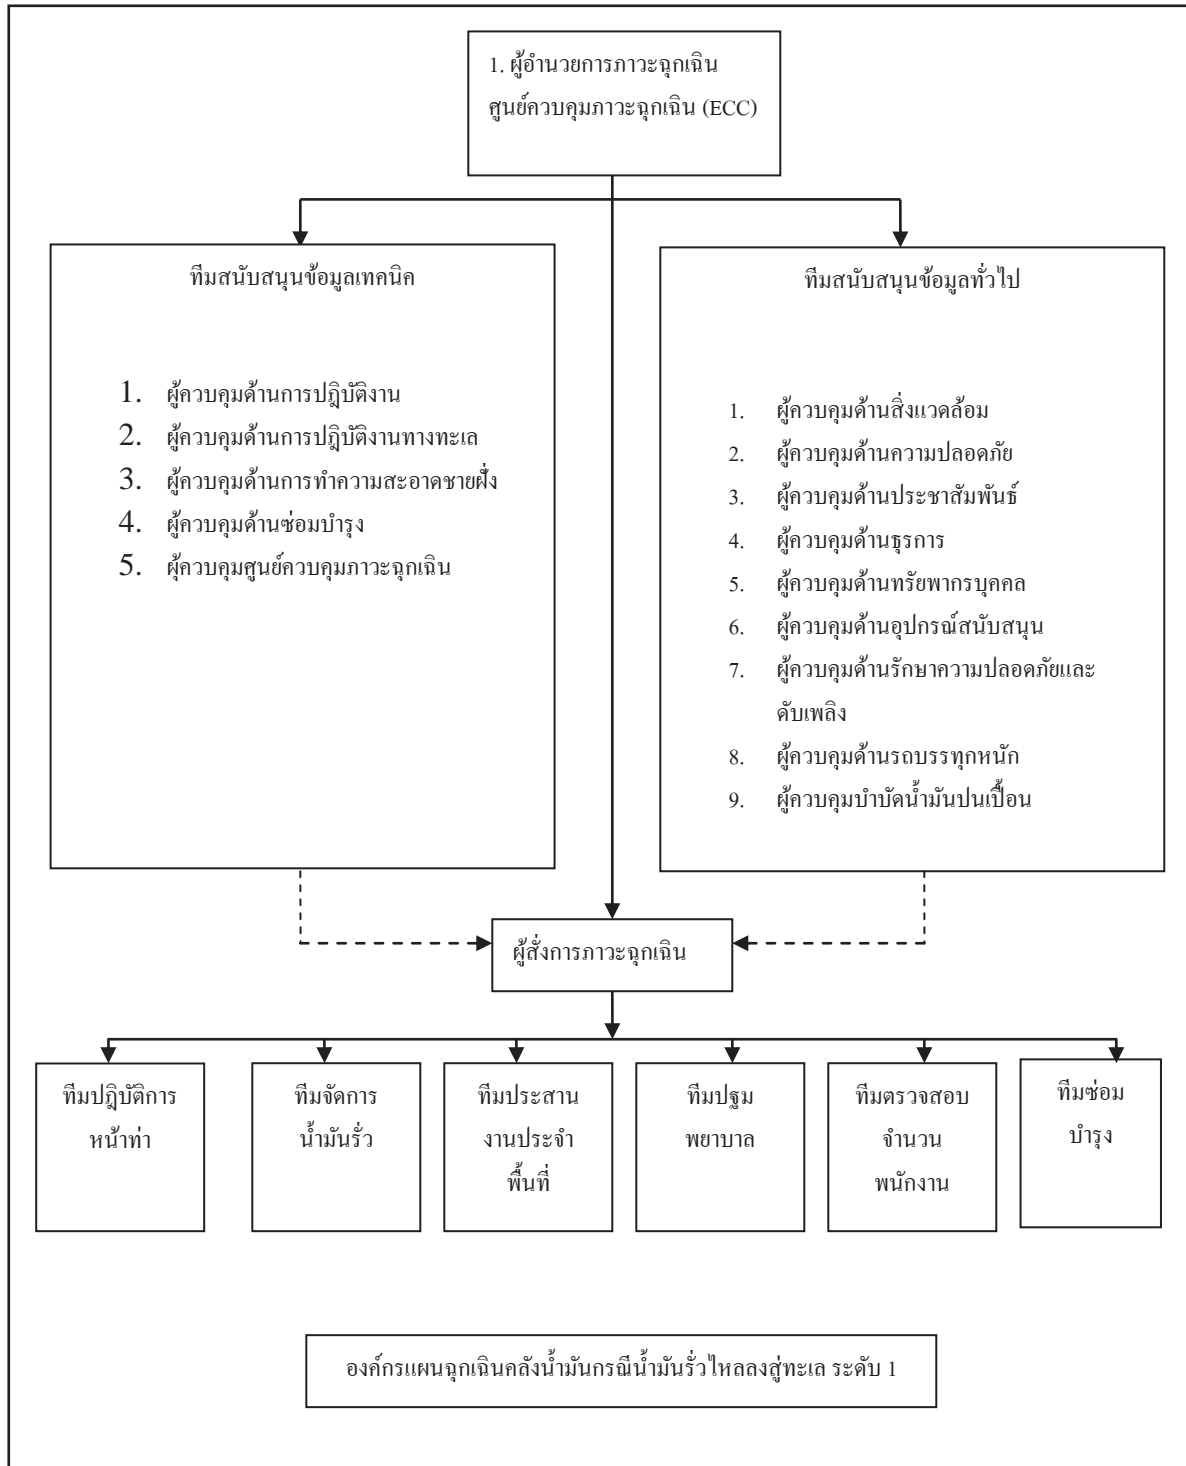 1. ผู้อำนวยการภาวะฉุกเฉิน
ศูนย์ควบคุมภาวะฉุกเฉิน (ECC)
ทีมสนับสนุนข้อมูลเทคนิค
1. ผู้ควบคุมด้านการปฎิบัติงาน
2. ผู้ควบคุมด้านการปฎิบัติงานทางทะเล
3. ผู้ควบคุมด้านการทำความสะอาดชายฝั่ง
4. ผู้ควบคุมด้านซ่อมบำรุง
5. ผุ้ควบคุมศูนย์ควบคุมภาวะฉุกเฉิน
ทีมสนับสนุนข้อมูลทั่วไป
1. ผู้ควบคุมด้านสิ่งแวดล้อม
2. ผู้ควบคุมด้านความปลอดภัย
3. ผู้ควบคุมด้านประชาสัมพันธ์
4. ผู้ควบคุมด้านธุรการ
5. ผู้ควบคุมด้านทรัยพากรบุคคล
6. ผู้ควบคุมด้านอุปกรณ์สนับสนุน
7. ผู้ควบคุมด้านรักษาความปลอดภัยและ
ดับเพลิง
8. ผู้ควบคุมด้านรถบรรทุกหนัก
9. ผู้ควบคุมบำบัดน้ำมันปนเปื้อน
ผู้สั่งการภาวะฉุกเฉิน
ทีมปฎิบัติการ
หน้าท่า
ทีมจัดการ
น้ำมันรั่ว
ทีมประสาน
งานประจำ
พื้นที่
ทีมปฐม
พยาบาล
ทีมตรวจสอบ
จำนวน
พนักงาน
ทีมซ่อม
บำรุง
องค์กรแผนฉุกเฉินคลังน้ำมันกรณีน้ำมันรั่วไหลลงสู่ทะเล ระดับ 1